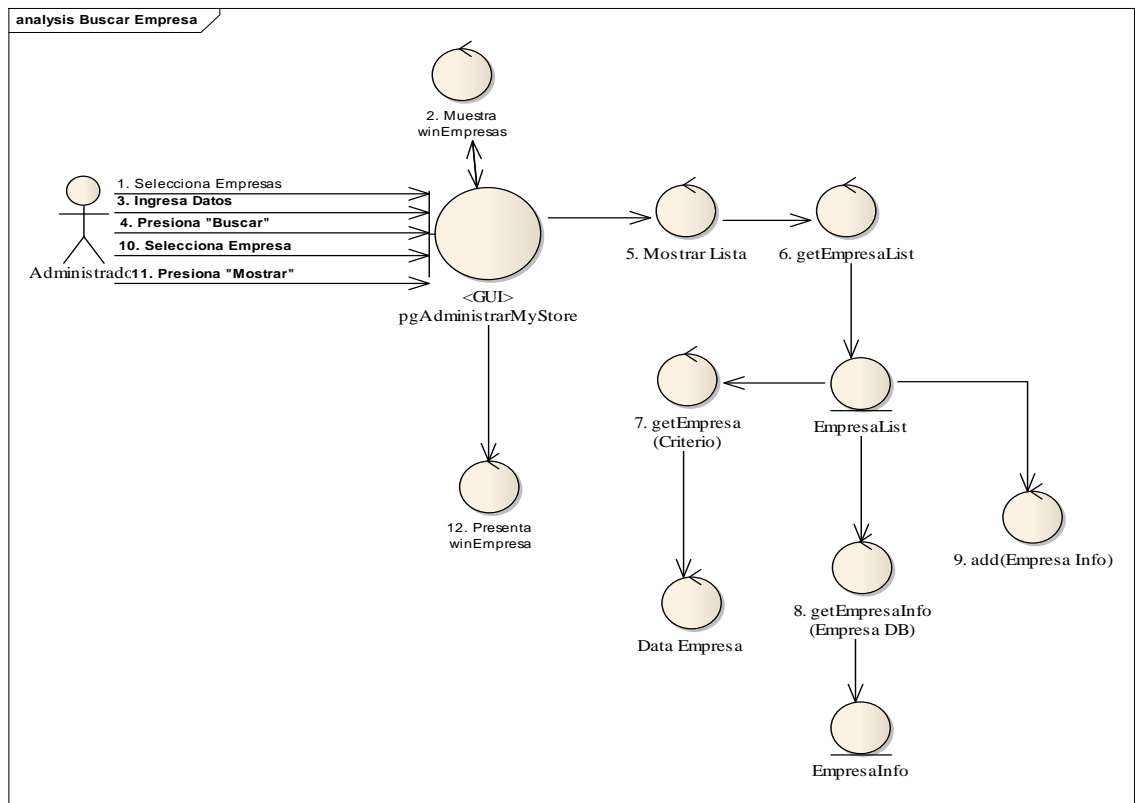 analysis Buscar Empresa
2. Muestra
winEmpresas
1. Selecciona Empresas
3. Ingresa Datos
4. Presiona "Buscar"
10. Selecciona Empresa
11. Presiona "Mostrar"
Administrado
<GUI>
pgAdministrarMyStore
5. Mostrar Lista
6. getEmpresaList
7. getEmpresa
(Criterio)
EmpresaList
12. Presenta
winEmpresa
9. add(Empresa Info)
8. getEmpresaInfo
(Empresa DB)
Data Empresa
EmpresaInfo